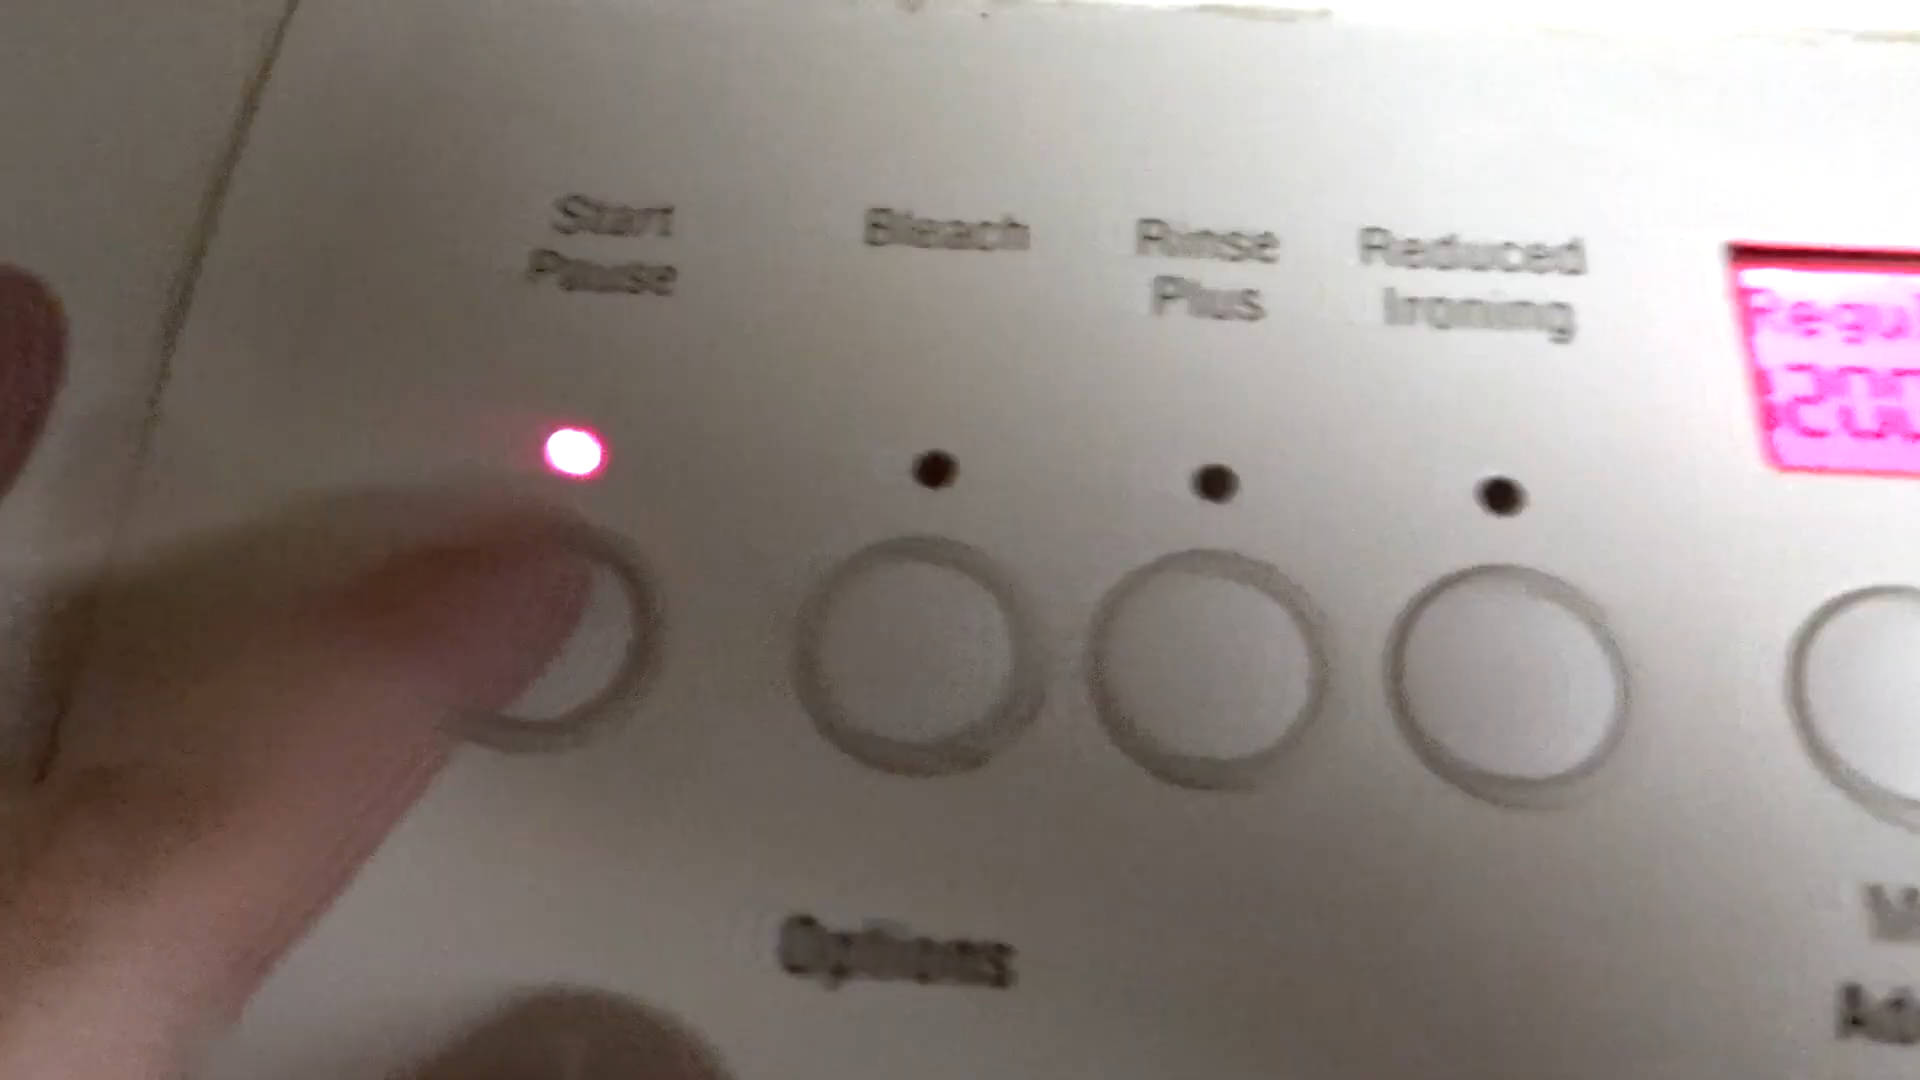 Start
Pause
Bleach
Rinse
Plus
Reduced
Ironing
Options